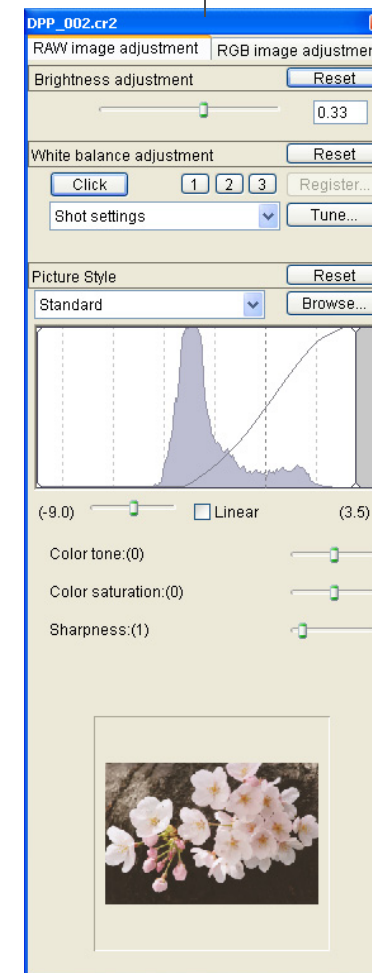 DPP_002.cr2
RAW image adjustment RGB image adjustmen
Brightness adjustment Reset
0.33
White balance adjustment Reset
Click 1 2 3 Register...
Shot settings Tune...
Picture Style Reset
Standard Browse...
(-9.0) Linear (3.5)
Color tone:(0)
Color saturation:(0)
Sharpness:(1)